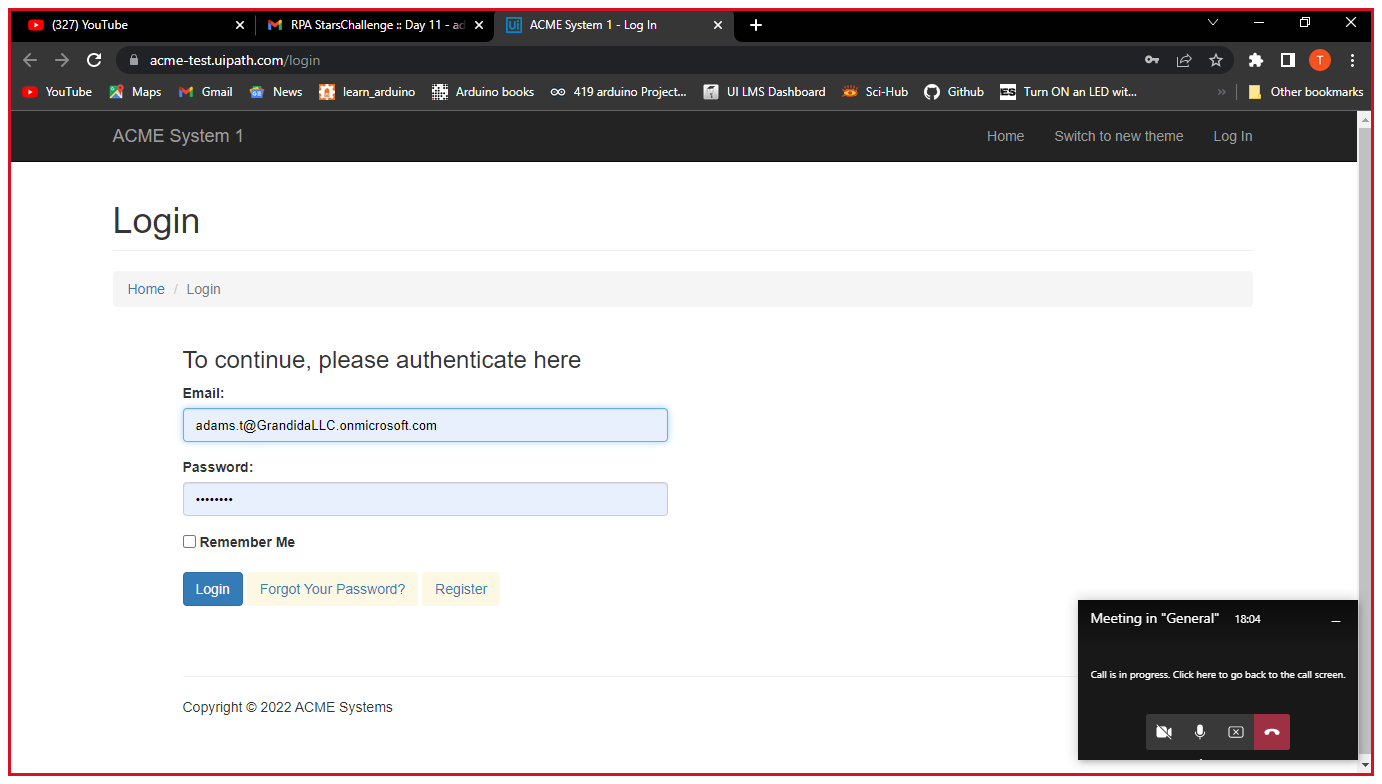 (327) YouTube
RPA StarsChallenge :: Day 11 - ad
ACME System 1 - Log In
acme-test.uipath.com/login
T
YouTube Maps Gmail News learn_arduino Arduino books 419 arduino Project... UI LMS Dashboard Sci-Hub Github Turn ON an LED wit... » Other bookmarks
ACME System 1 Home Switch to new theme Log In
Login
Home / Login
To continue, please authenticate here
Email:
adams.t@GrandidaLLC.onmicrosoft.com
Password:
••••••••
Remember Me
Login Forgot Your Password? Register
Meeting in "General" 18:04
Call is in progress. Click here to go back to the call screen.
Copyright © 2022 ACME Systems